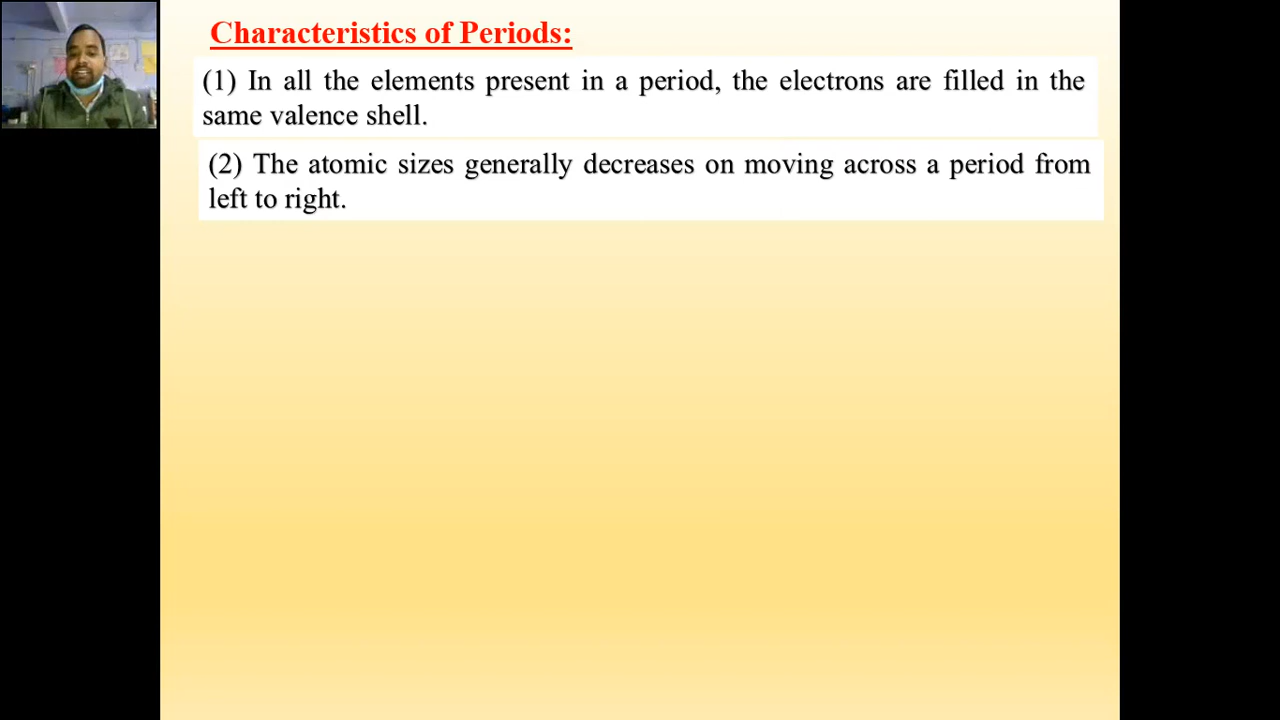 Characteristics of Periods:
(1) In all the elements present in a period, the electrons are filled in the
same valence shell.
(2) The atomic sizes generally decreases on moving across a period from
left to right.